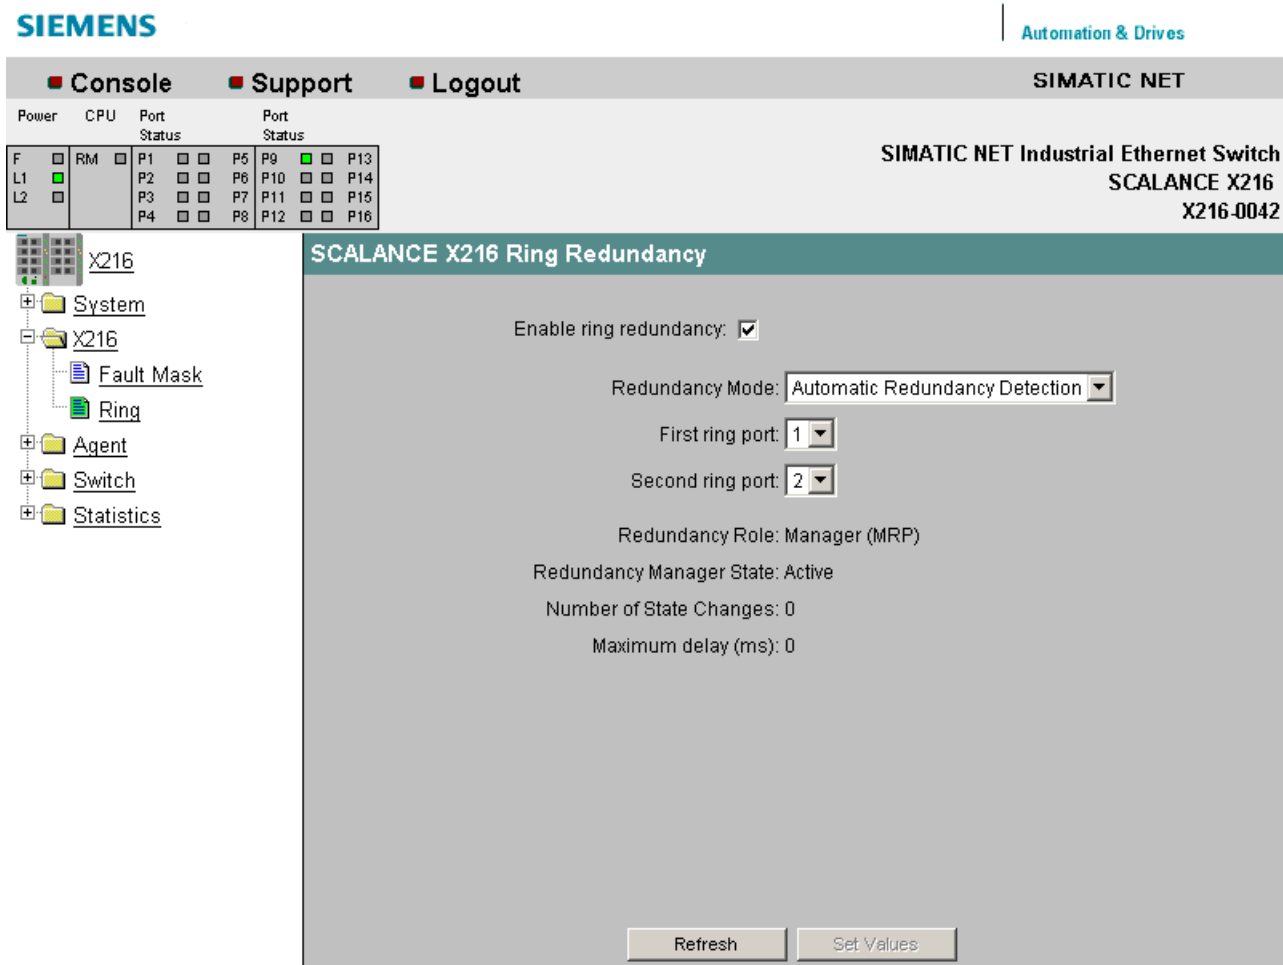 SIEMENS
Automation & Drives
Console Support Logout SIMATIC NET
Power CPU Port Status Port Status
F RM P1 P5 P9 P13
L1 P2 P6 P10 P14
L2 P3 P7 P11 P15
P4 P8 P12 P16
SIMATIC NET Industrial Ethernet Switch
SCALANCE X216
X216-0042
X216
System
X216
Fault Mask
Ring
Agent
Switch
Statistics
SCALANCE X216 Ring Redundancy
Enable ring redundancy:
Redundancy Mode: Automatic Redundancy Detection
First ring port: 1
Second ring port: 2
Redundancy Role: Manager (MRP)
Redundancy Manager State: Active
Number of State Changes: 0
Maximum delay (ms): 0
Refresh Set Values